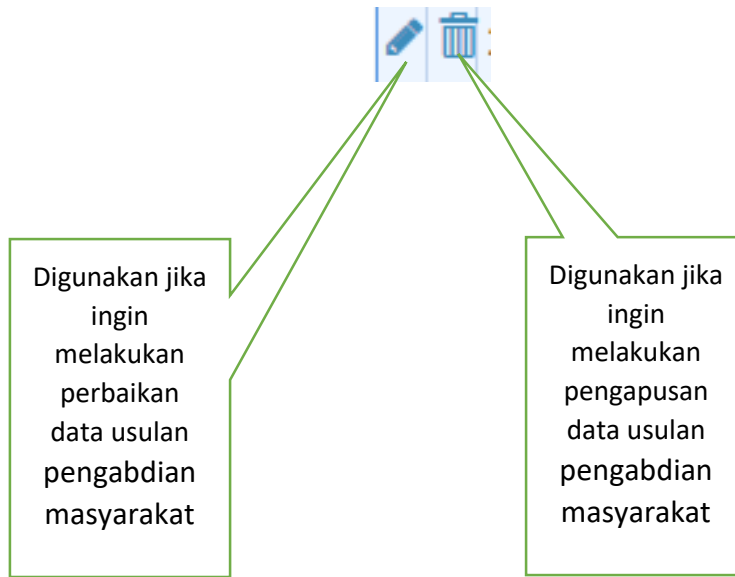 Digunakan jika
ingin
melakukan
perbaikan
data usulan
pengabdian
masyarakat
Digunakan jika
ingin
melakukan
pengapusan
data usulan
pengabdian
masyarakat